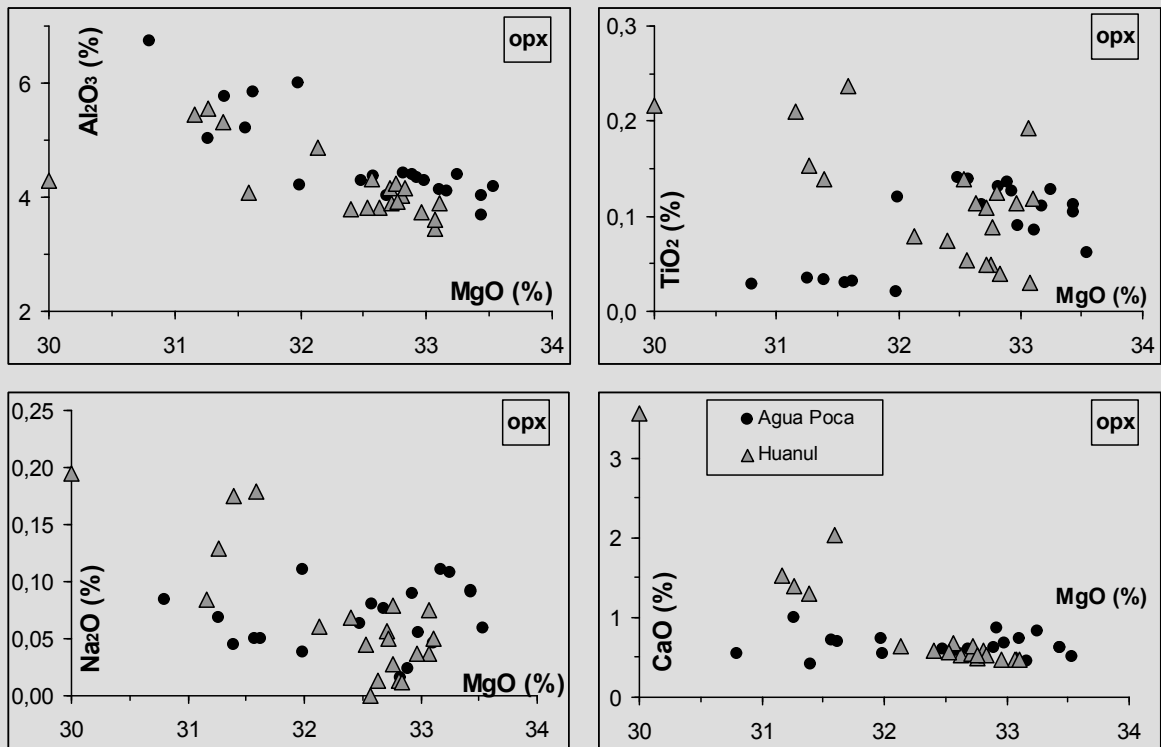 opx
Al2O3 (%)
6
4
2
MgO (%)
30 31 32 33 34
0,3
opx
TiO2 (%)
0,2
0,1
0,0
MgO (%)
30 31 32 33 34
0,25
opx
Na2O (%)
0,20
0,15
0,10
0,05
0,00
MgO (%)
30 31 32 33 34
Agua Poca
Huanul
opx
CaO (%)
3
2
1
0
MgO (%)
30 31 32 33 34